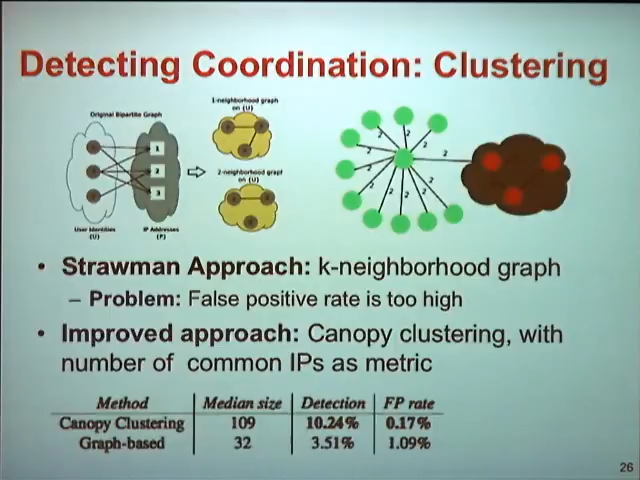 Detecting Coordination: Clustering
Original Bipartite Graph
1
2
3
User Identities
(U)
IP Addresses
(P)
1-neighborhood graph
on (U)
2-neighborhood graph
on (U)
2
2
2
2
2
2
2
2
2
2
2
• Strawman Approach: k-neighborhood graph
– Problem: False positive rate is too high
• Improved approach: Canopy clustering, with
number of common IPs as metric
Method Median size Detection FP rate
Canopy Clustering 109 10.24% 0.17%
Graph-based 32 3.51% 1.09%
26